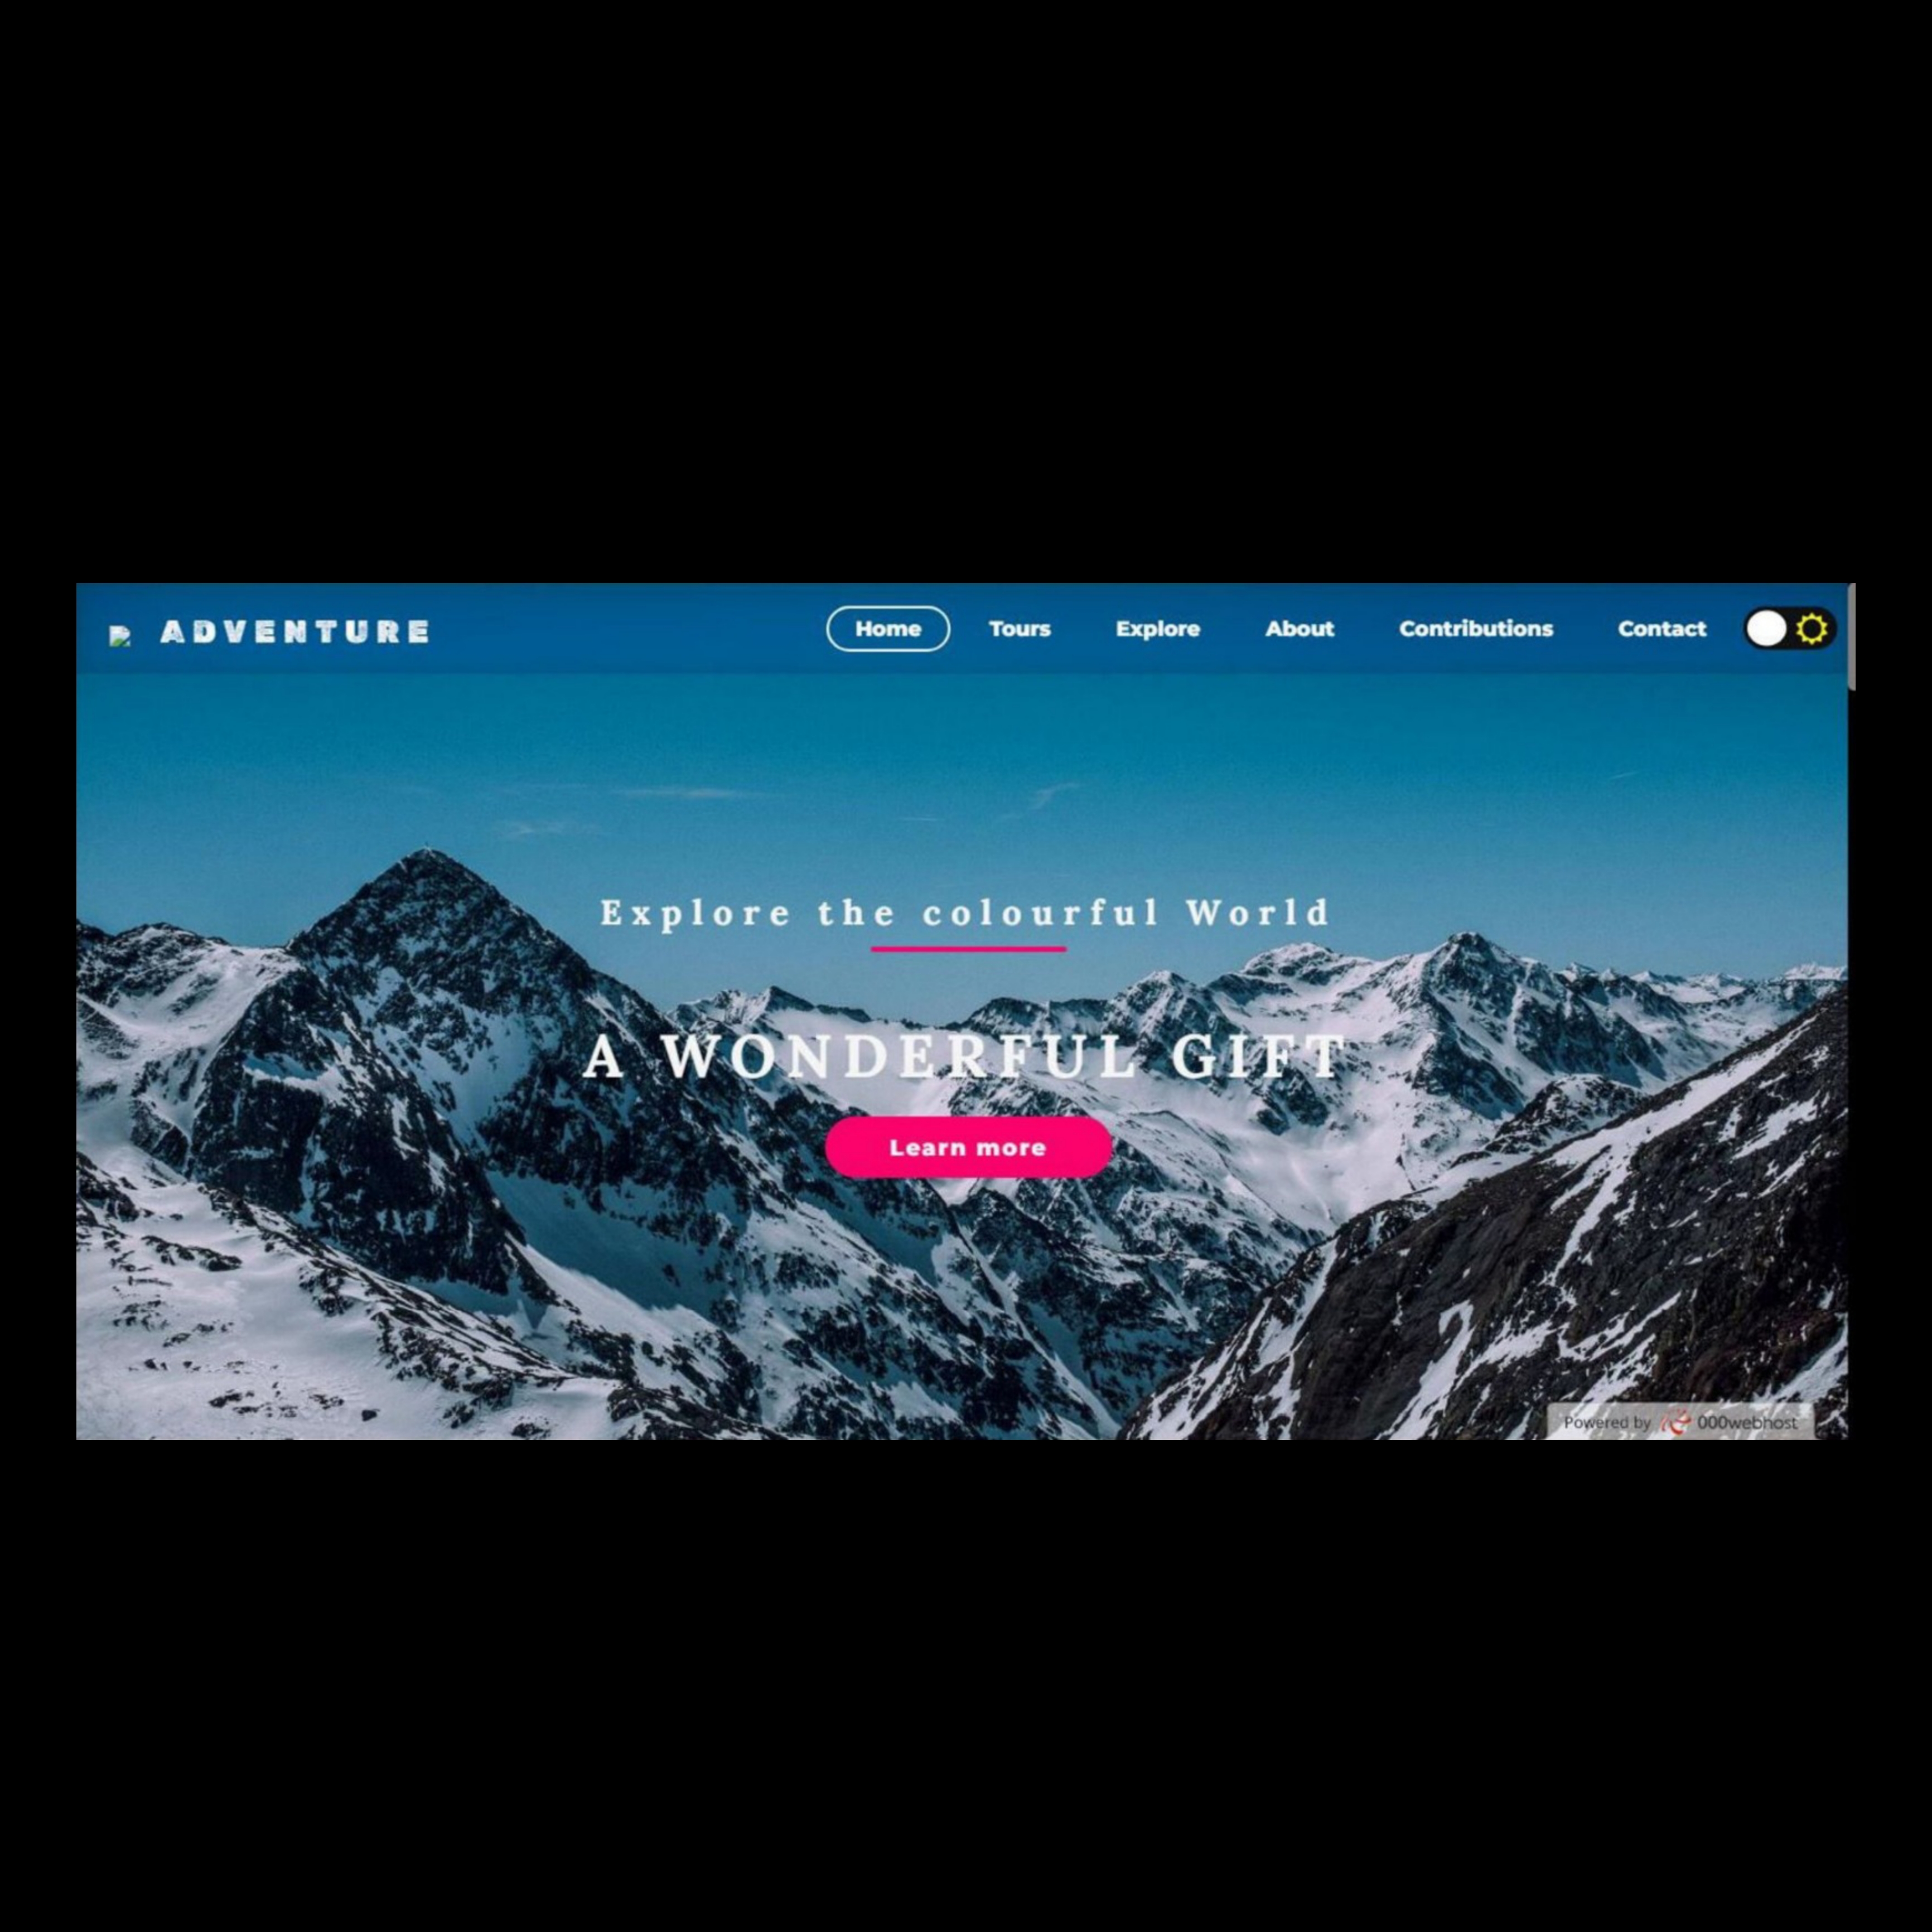 ADVENTURE
Home Tours Explore About Contributions Contact
Explore the colourful World
A WONDERFUL GIFT
Learn more
Powered by 000webhost